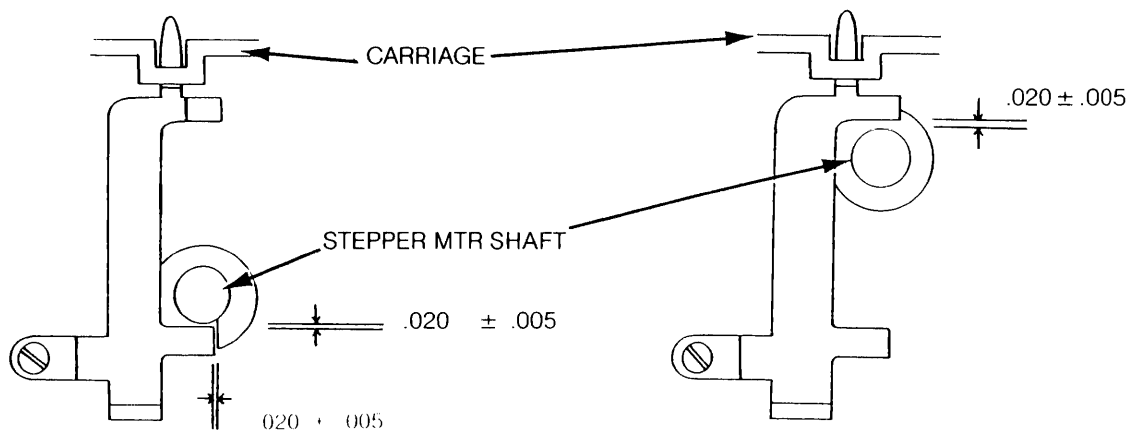 CARRIAGE
.020 ± .005
STEPPER MTR SHAFT
.020 ± .005
020 005